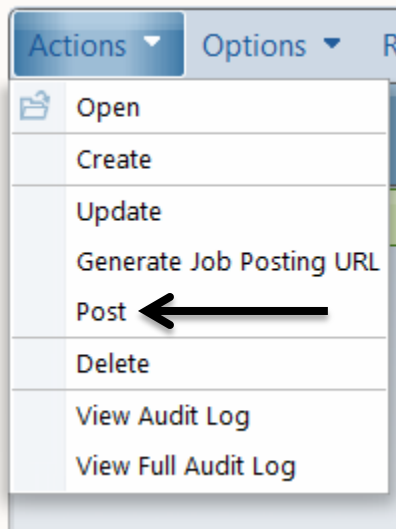 Actions Options R
Open
Create
Update
Generate Job Posting URL
Post
Delete
View Audit Log
View Full Audit Log